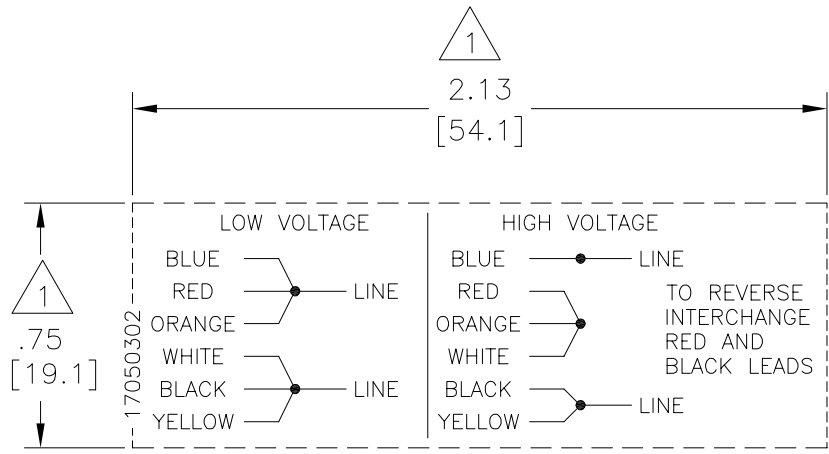 1
2.13
[54.1]
1
.75
[19.1]
17050302
LOW VOLTAGE
BLUE
RED
LINE
ORANGE
WHITE
BLACK
LINE
YELLOW
HIGH VOLTAGE
BLUE
LINE
RED
ORANGE
WHITE
BLACK
YELLOW
LINE
TO REVERSE
INTERCHANGE
RED AND
BLACK LEADS